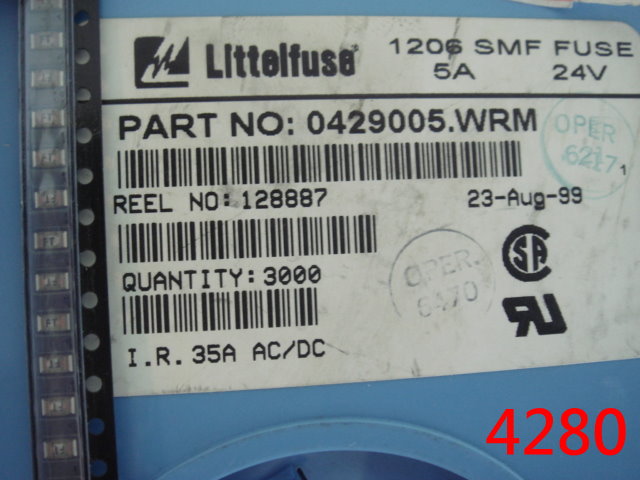 Littelfuse®
1206 SMF FUSE
5A 24V
PART NO: 0429005.WRM
OPER
6217
REEL NO: 128887
23-Aug-99
QUANTITY: 3000
OPER.
6470
I.R. 35A AC/DC
4280